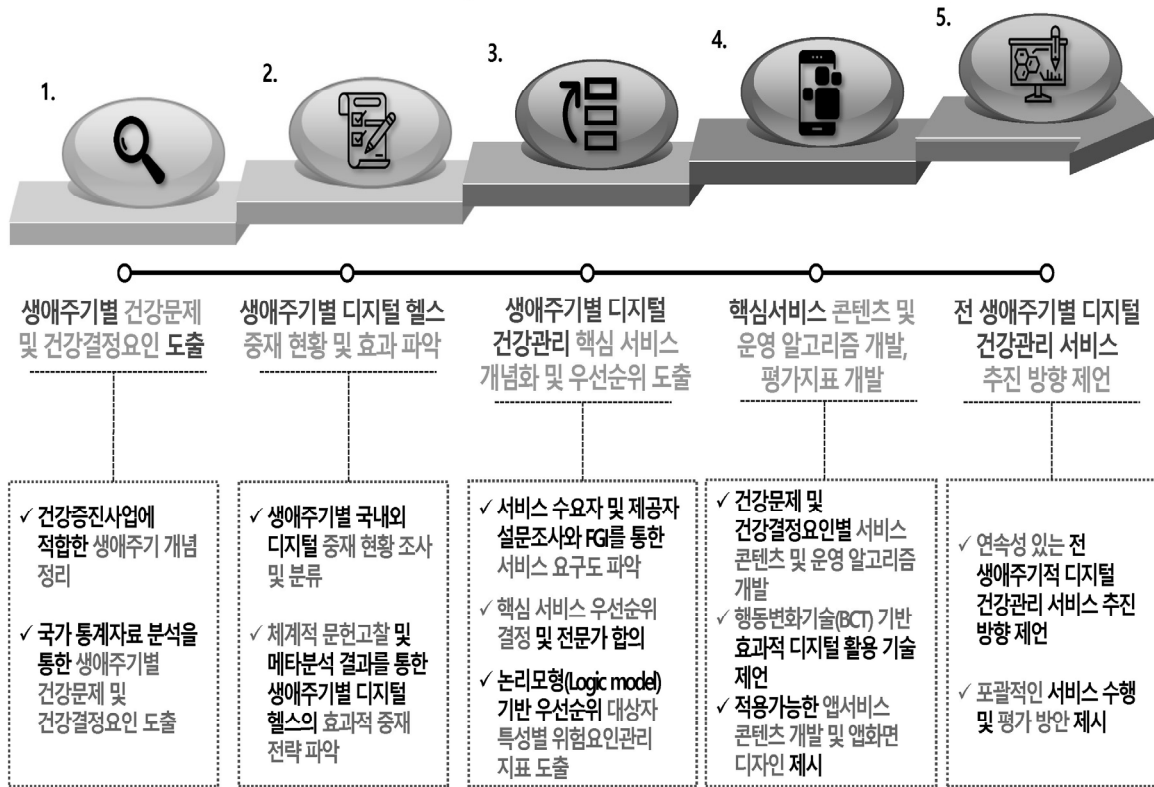 1.
2.
3.
4.
5.
생애주기별 건강문제
및 건강결정요인 도출
생애주기별 디지털 헬스
중재 현황 및 효과 파악
생애주기별 디지털
건강관리 핵심 서비스
개념화 및 우선순위 도출
핵심서비스 콘텐츠 및
운영 알고리즘 개발,
평가지표 개발
전 생애주기별 디지털
건강관리 서비스
추진 방향 제언
✓ 건강증진사업에
적합한 생애주기 개념
정리
✓ 국가 통계자료 분석을
통한 생애주기별
건강문제 및
건강결정요인 도출
✓ 생애주기별 국내외
디지털 중재 현황 조사
및 분류
✓ 체계적 문헌고찰 및
메타분석 결과를 통한
생애주기별 디지털
헬스의 효과적 중재
전략 파악
✓ 서비스 수요자 및 제공자
설문조사와 FGI를 통한
서비스 요구도 파악
✓ 핵심 서비스 우선순위
결정 및 전문가 합의
✓ 논리모형(Logic model)
기반 우선순위 대상자
특성별 위험요인관리
지표 도출
✓ 건강문제 및
건강결정요인별 서비스
콘텐츠 및 운영 알고리즘
개발
✓ 행동변화기술(BCT) 기반
효과적 디지털 활용 기술
제언
✓ 적용가능한 앱서비스
콘텐츠 개발 및 앱화면
디자인 제시
✓ 연속성 있는 전
생애주기적 디지털
건강관리 서비스 추진
방향 제언
✓ 포괄적인 서비스 수행
및 평가 방안 제시